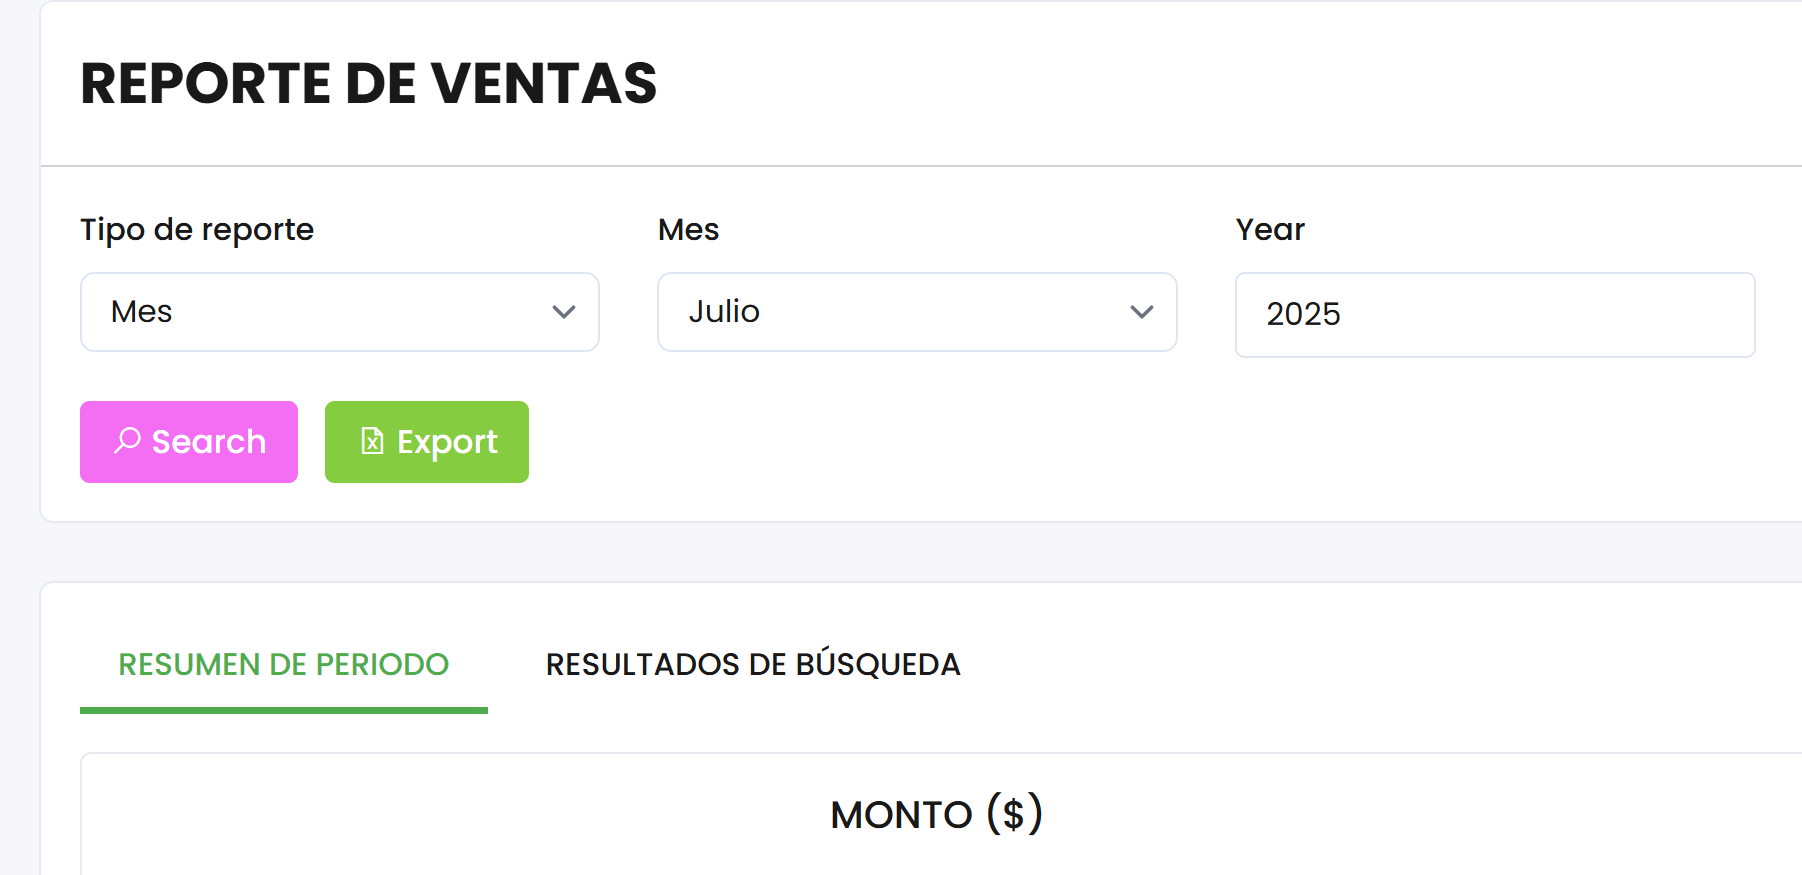 REPORTE DE VENTAS
Tipo de reporte Mes Year
Mes Julio 2025
Search Export
RESUMEN DE PERIODO RESULTADOS DE BÚSQUEDA
MONTO ($)